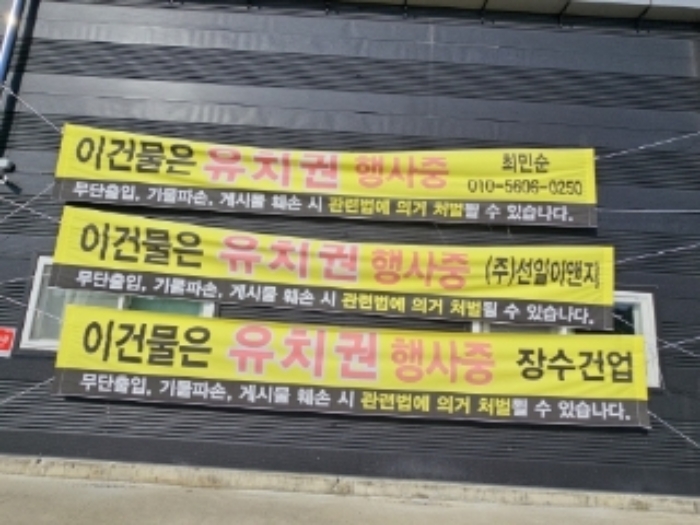 이건물은 유치권 행사중 최민순
010-5606-0250
무단출입, 기물파손, 게시물 훼손 시 관련법에 의거 처벌될 수 있습니다.
이건물은 유치권 행사중 (주)선일이앤지
무단출입, 기물파손, 게시물 훼손 시 관련법에 의거 처벌될 수 있습니다.
이건물은 유치권 행사중 장수건업
무단출입, 기물파손, 게시물 훼손 시 관련법에 의거 처벌될 수 있습니다.